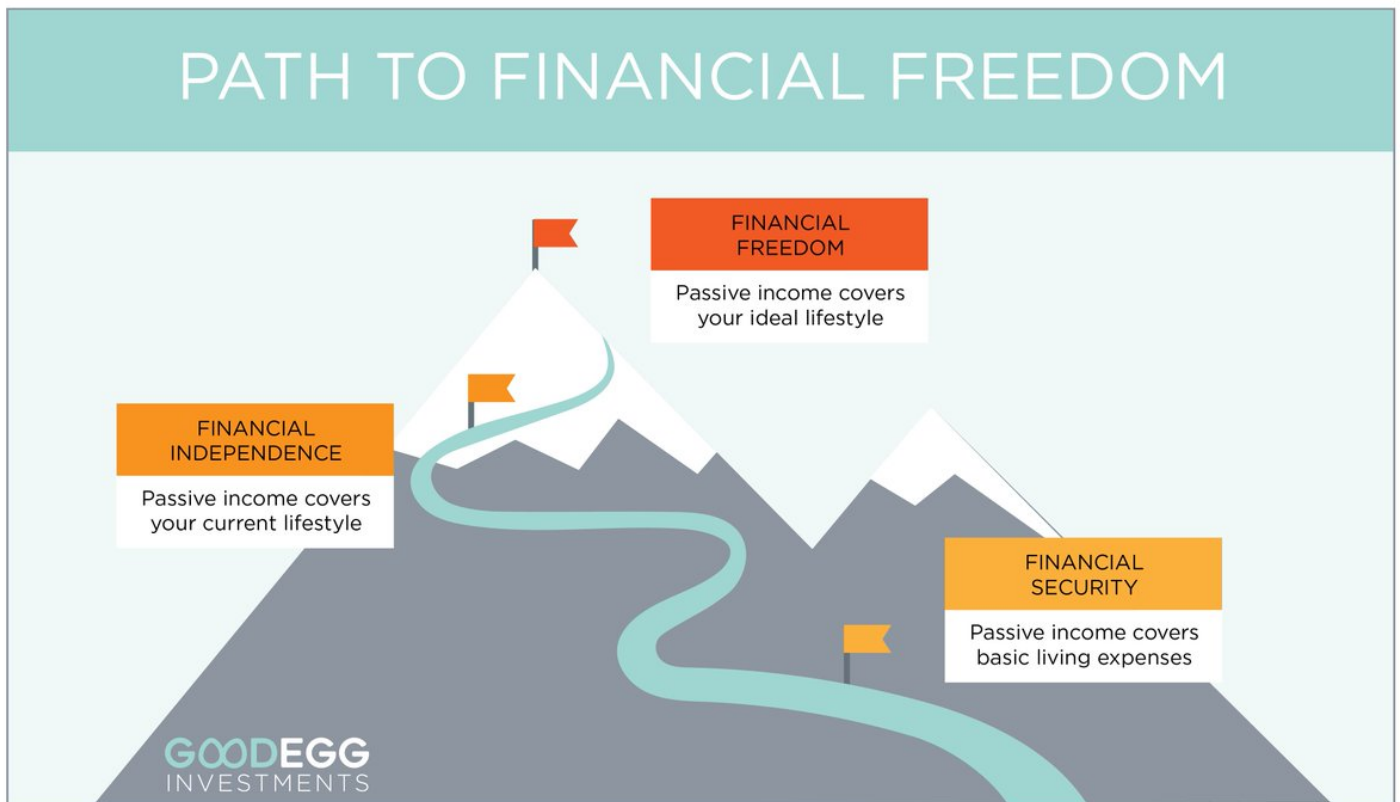 PATH TO FINANCIAL FREEDOM
FINANCIAL
FREEDOM
Passive income covers
your ideal lifestyle
FINANCIAL
INDEPENDENCE
Passive income covers
your current lifestyle
FINANCIAL
SECURITY
Passive income covers
basic living expenses
GOODEGG
INVESTMENTS